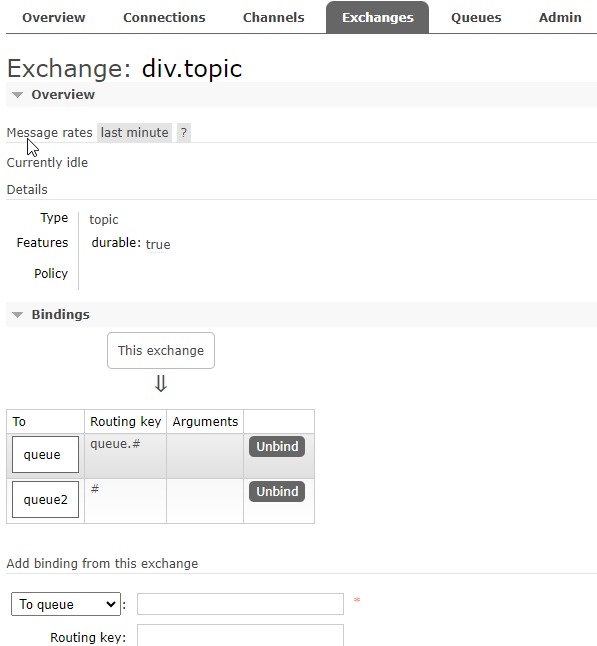 Overview Connections Channels Exchanges Queues Admin
Exchange: div.topic
Overview
Message rates last minute ?
Currently idle
Details
Type topic
Features durable: true
Policy
Bindings
This exchange
⇓
To Routing key Arguments
queue queue.# Unbind
queue2 # Unbind
Add binding from this exchange
To queue : *
Routing key: